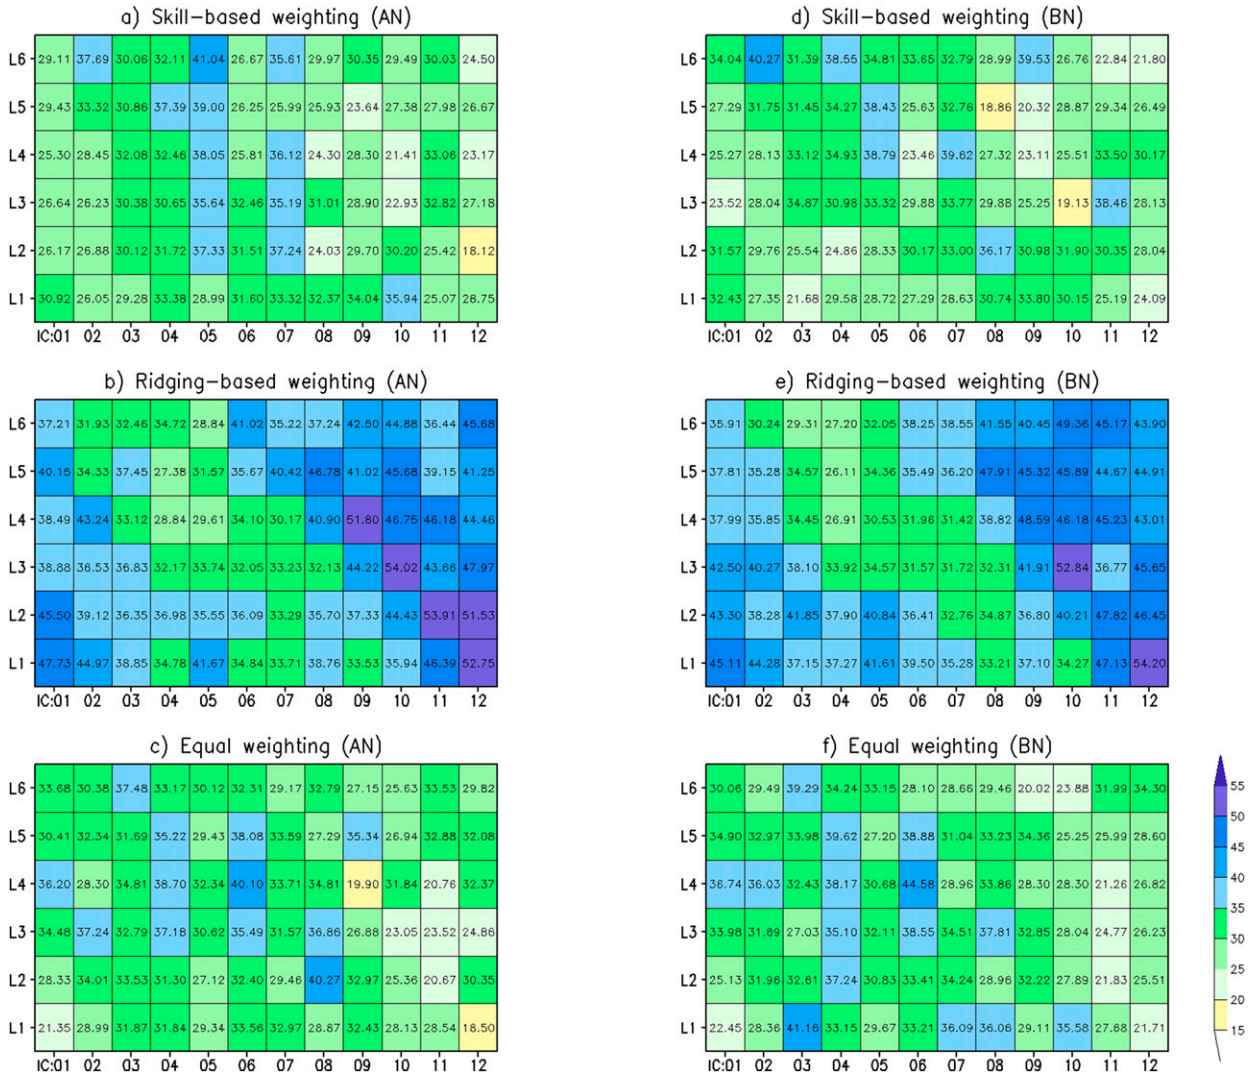 a) Skill-based weighting (AN)
L6 29.11 37.69 30.06 32.11 41.04 26.67 35.61 29.97 30.35 29.49 30.03 24.50
L5 29.43 33.32 30.86 37.39 39.00 26.25 25.99 25.93 23.64 27.38 27.98 26.67
L4 25.30 28.45 32.08 32.46 38.05 25.81 36.12 24.30 28.30 21.41 33.06 23.17
L3 26.64 26.23 30.38 30.65 35.64 32.46 35.19 31.01 28.90 22.93 32.82 27.18
L2 26.17 26.88 30.12 31.72 37.33 31.51 37.24 24.03 29.70 30.20 25.42 18.12
L1 30.92 26.05 29.28 33.38 28.99 31.60 33.32 32.37 34.04 35.94 25.07 28.75
IC:01 02 03 04 05 06 07 08 09 10 11 12
d) Skill-based weighting (BN)
L6 34.04 40.27 31.39 38.55 34.81 33.65 32.79 28.99 39.53 26.76 22.84 21.80
L5 27.29 31.75 31.45 34.27 38.43 25.63 32.76 18.86 20.32 28.87 29.34 26.49
L4 25.27 28.13 33.12 34.93 38.79 23.46 39.62 27.32 23.11 25.51 33.50 30.17
L3 23.52 28.04 34.87 30.98 33.32 29.88 33.77 29.88 25.25 19.13 38.46 28.13
L2 31.57 29.76 25.54 24.86 28.33 30.17 33.00 36.17 30.98 31.90 30.35 28.04
L1 32.43 27.35 21.68 29.58 28.72 27.29 28.63 30.74 33.80 30.15 25.19 24.09
IC:01 02 03 04 05 06 07 08 09 10 11 12
b) Ridging-based weighting (AN)
L6 37.21 31.93 32.46 34.72 28.84 41.02 35.22 37.24 42.50 44.88 36.44 45.68
L5 40.15 34.33 37.45 27.38 31.57 35.67 40.42 46.78 41.02 45.68 39.15 41.25
L4 38.49 43.24 33.12 28.84 29.61 34.10 30.17 40.90 51.80 46.75 46.18 44.46
L3 38.88 36.53 36.83 32.17 33.74 32.05 33.23 32.13 44.22 54.02 43.66 47.97
L2 45.50 39.12 36.35 36.98 35.55 36.09 33.29 35.70 37.33 44.43 53.91 51.53
L1 47.73 44.97 38.85 34.78 41.67 34.84 33.71 38.76 33.53 35.94 46.39 52.75
IC:01 02 03 04 05 06 07 08 09 10 11 12
e) Ridging-based weighting (BN)
L6 35.91 30.24 29.31 27.20 32.05 38.25 38.55 41.55 40.45 49.36 45.17 43.90
L5 37.81 35.28 34.57 26.11 34.36 35.49 36.20 47.91 45.32 45.89 44.67 44.91
L4 37.99 35.85 34.45 26.91 30.53 31.96 31.42 38.82 48.59 46.18 45.23 43.01
L3 42.50 40.27 38.10 33.92 34.57 31.57 31.72 32.31 41.91 52.84 36.77 45.65
L2 43.30 38.28 41.85 37.90 40.84 36.41 32.76 34.87 36.80 40.21 47.82 46.45
L1 45.11 44.28 37.15 37.27 41.61 39.50 35.28 33.21 37.10 34.27 47.13 54.20
IC:01 02 03 04 05 06 07 08 09 10 11 12
c) Equal weighting (AN)
L6 33.68 30.38 37.48 33.17 30.12 32.31 29.17 32.79 27.15 25.63 33.53 29.82
L5 30.41 32.34 31.69 35.22 29.43 38.08 33.59 27.29 35.34 26.94 32.88 32.08
L4 36.20 28.30 34.81 38.70 32.34 40.10 33.71 34.81 19.90 31.84 20.76 32.37
L3 34.48 37.24 32.79 37.18 30.62 35.49 31.57 36.86 26.88 23.05 23.52 24.86
L2 28.33 34.01 33.53 31.30 27.12 32.40 29.46 40.27 32.97 25.36 20.67 30.35
L1 21.35 28.99 31.87 31.84 29.34 33.56 32.97 28.87 32.43 28.13 28.54 18.50
IC:01 02 03 04 05 06 07 08 09 10 11 12
f) Equal weighting (BN)
L6 30.06 29.49 39.29 34.24 33.15 28.10 28.66 29.46 20.02 23.88 31.99 34.30
L5 34.90 32.97 33.98 39.62 27.20 38.88 31.04 33.23 34.36 25.25 25.99 28.60
L4 36.74 36.03 32.43 38.17 30.68 44.58 28.96 33.86 28.30 28.30 21.26 26.82
L3 33.98 31.69 27.03 35.10 32.11 38.55 34.51 37.81 32.85 28.04 24.77 26.23
L2 25.13 31.96 32.61 37.24 30.83 33.41 34.24 28.96 32.22 27.89 21.83 25.51
L1 22.45 28.36 41.16 33.15 29.67 33.21 36.09 36.06 29.11 35.58 27.68 21.71
IC:01 02 03 04 05 06 07 08 09 10 11 12
55
50
45
40
35
30
25
20
15